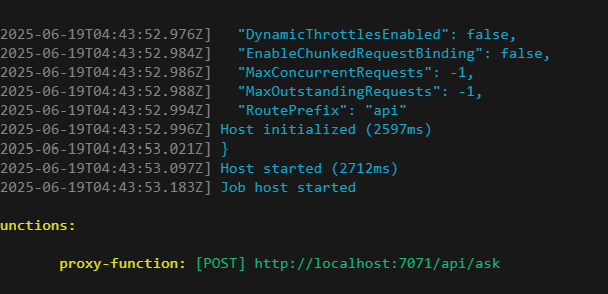 2025-06-19T04:43:52.976Z]   "DynamicThrottlesEnabled": false,
2025-06-19T04:43:52.984Z]   "EnableChunkedRequestBinding": false,
2025-06-19T04:43:52.986Z]   "MaxConcurrentRequests": -1,
2025-06-19T04:43:52.988Z]   "MaxOutstandingRequests": -1,
2025-06-19T04:43:52.994Z]   "RoutePrefix": "api"
2025-06-19T04:43:52.996Z] Host initialized (2597ms)
2025-06-19T04:43:53.021Z] }
2025-06-19T04:43:53.097Z] Host started (2712ms)
2025-06-19T04:43:53.183Z] Job host started
unctions:
proxy-function: [POST] http://localhost:7071/api/ask